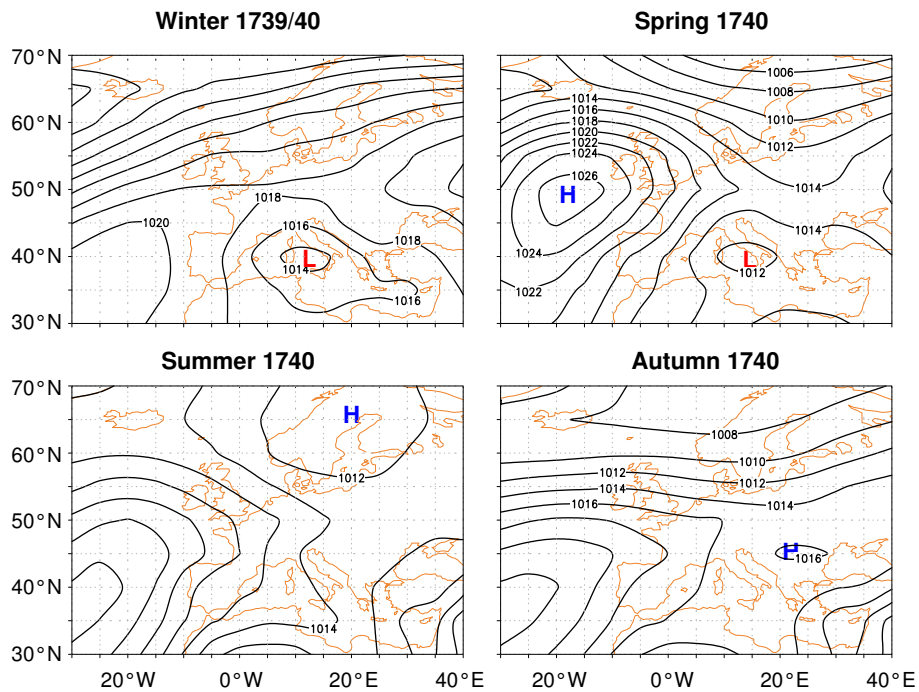 Winter 1739/40
Spring 1740
70°N
60°N
50°N
40°N
30°N
1020
1018
1016
1018
1014
1016
L
1006
1008
1014
1016
1018
1020
1022
1024
1026
1010
1012
1014
1014
1024
1022
1012
H
L
Summer 1740
Autumn 1740
70°N
60°N
50°N
40°N
30°N
H
1012
1014
1008
1010
1012
1014
1016
1012
1014
H
1016
20°W
0°W
20°E
40°E
20°W
0°W
20°E
40°E